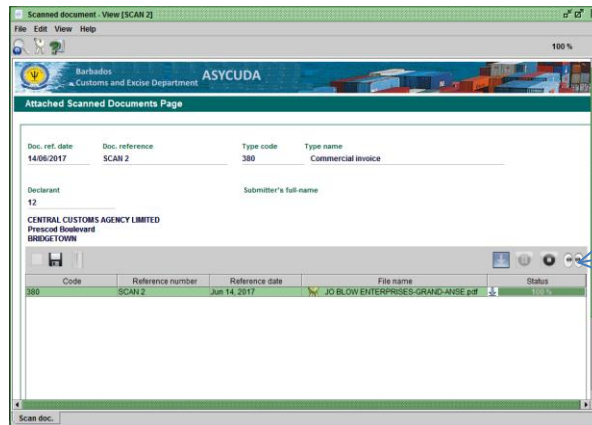 Scanned document - View [SCAN 2]
File Edit View Help
100 %
Barbados
Customs and Excise Department
ASYCUDA
Attached Scanned Documents Page
Doc. ref. date Doc. reference Type code Type name
14/06/2017 SCAN 2 380 Commercial invoice
Declarant Submitter's full-name
12
CENTRAL CUSTOMS AGENCY LIMITED
Prescod Boulevard
BRIDGETOWN
Code Reference number Reference date File name Status
380 SCAN 2 Jun 14, 2017 JO BLOW ENTERPRISES-GRAND-ANSE.pdf 100 %
Scan doc.